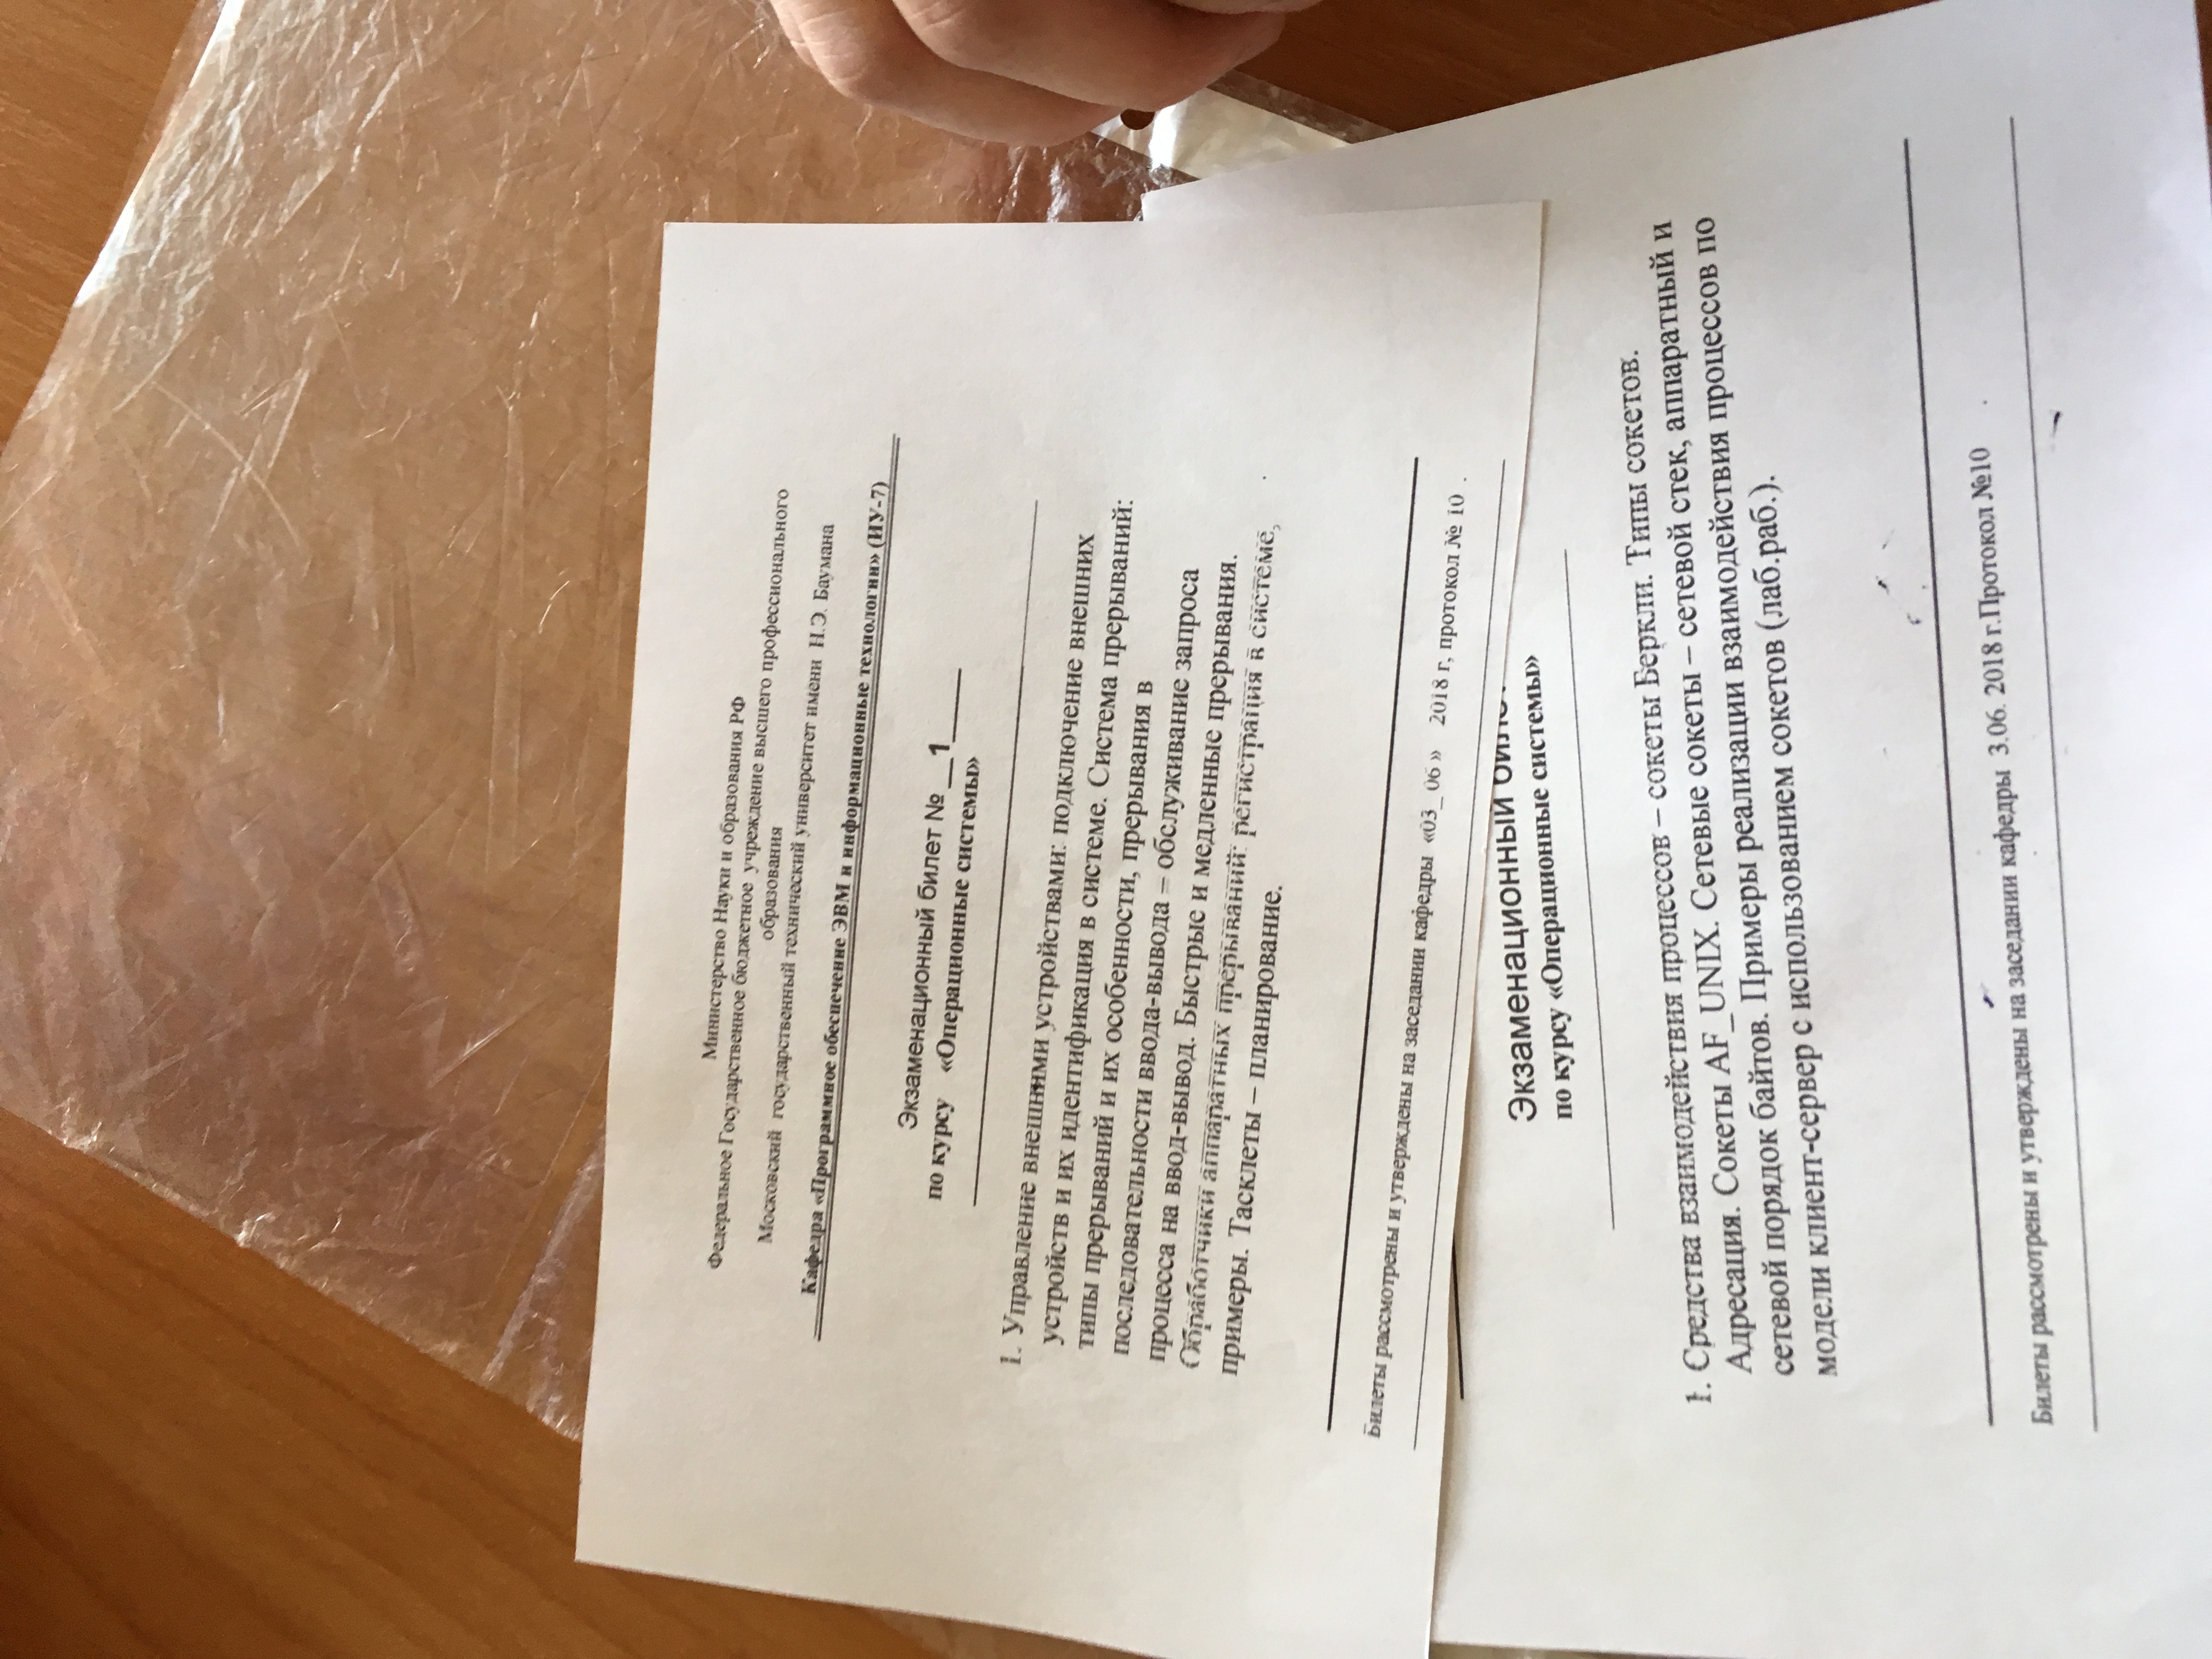 Министерство Науки и образования РФ
Федеральное Государственное бюджетное учреждение высшего профессионального
образования
Московский государственный технический университет имени Н.Э. Баумана
Кафедра «Программное обеспечение ЭВМ и информационные технологии» (ИУ-7)
Экзаменационный билет № __1_____
по курсу «Операционные системы»
1. Управление внешними устройствами: подключение внешних
устройств и их идентификация в системе. Система прерываний:
типы прерываний и их особенности, прерывания в
последовательности ввода-вывода – обслуживание запроса
процесса на ввод-вывод. Быстрые и медленные прерывания.
Обработчики аппаратных прерываний: регистрация в системе,
примеры. Тасклеты – планирование.
Билеты рассмотрены и утверждены на заседании кафедры «03_ 06 » 2018 г, протокол № 10 .
Экзаменационный билет
по курсу «Операционные системы»
1. Средства взаимодействия процессов – сокеты Беркли. Типы сокетов.
Адресация. Сокеты AF_UNIX. Сетевые сокеты – сетевой стек, аппаратный и
сетевой порядок байтов. Примеры реализации взаимодействия процессов по
модели клиент-сервер с использованием сокетов (лаб.раб.).
Билеты рассмотрены и утверждены на заседании кафедры 3.06. 2018 г.Протокол №10